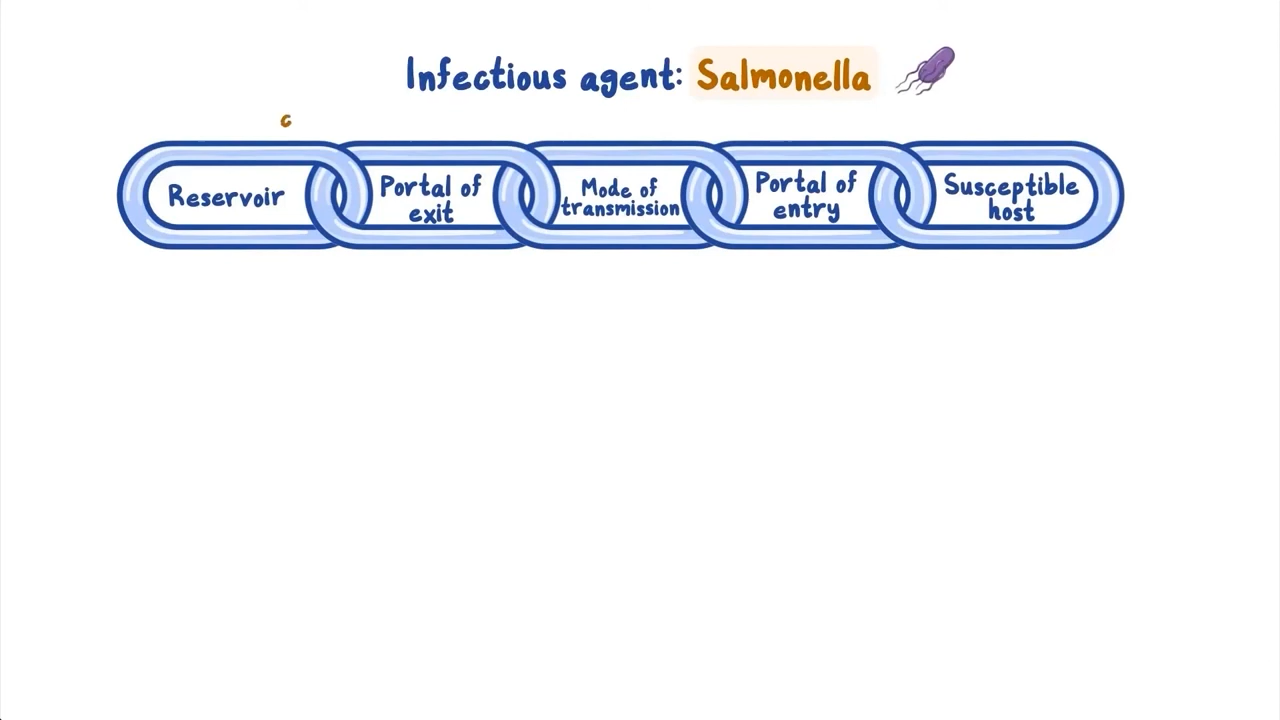 Infectious agent: Salmonella
c
Reservoir
Portal of
exit
Mode of
transmission
Portal of
entry
Susceptible
host